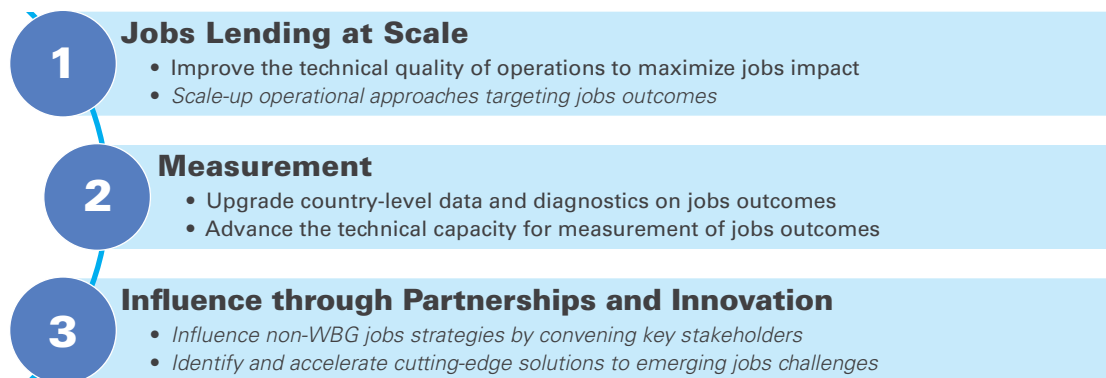 1
Jobs Lending at Scale
• Improve the technical quality of operations to maximize jobs impact
• Scale-up operational approaches targeting jobs outcomes
2
Measurement
• Upgrade country-level data and diagnostics on jobs outcomes
• Advance the technical capacity for measurement of jobs outcomes
3
Influence through Partnerships and Innovation
• Influence non-WBG jobs strategies by convening key stakeholders
• Identify and accelerate cutting-edge solutions to emerging jobs challenges